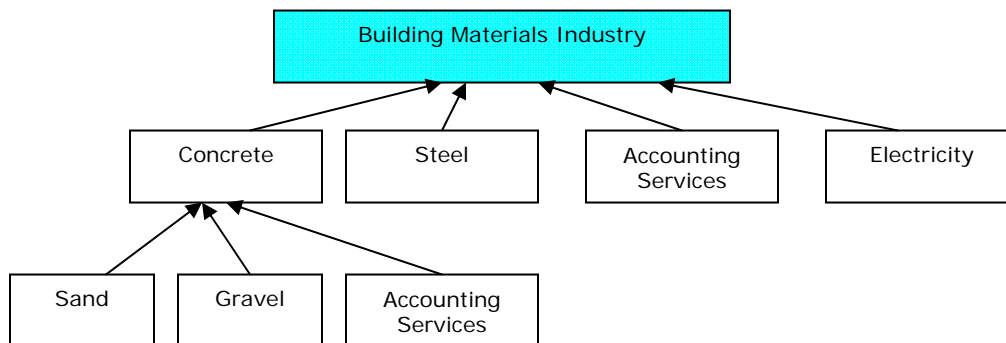 Building Materials Industry
Concrete
Steel
Accounting
Services
Electricity
Sand
Gravel
Accounting
Services